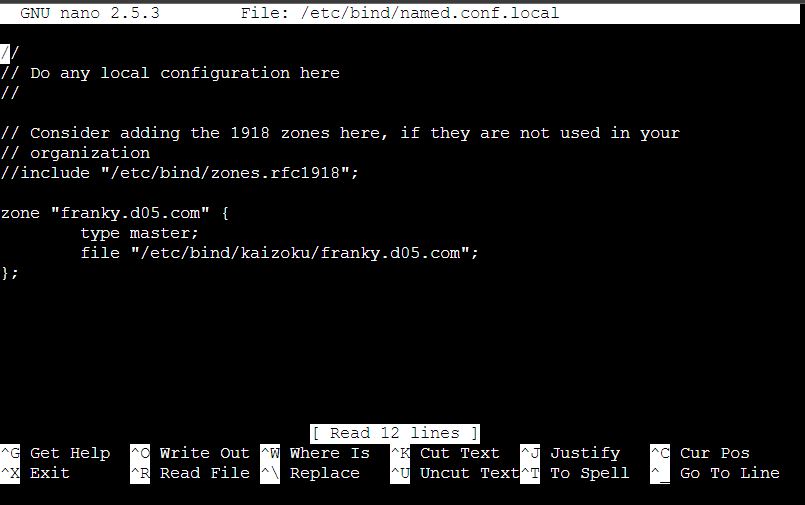 GNU nano 2.5.3 File: /etc/bind/named.conf.local
//
// Do any local configuration here
//
// Consider adding the 1918 zones here, if they are not used in your
// organization
//include "/etc/bind/zones.rfc1918";
zone "franky.d05.com" {
type master;
file "/etc/bind/kaizoku/franky.d05.com";
};
[ Read 12 lines ]
^G Get Help ^O Write Out ^W Where Is ^K Cut Text ^J Justify ^C Cur Pos
^X Exit ^R Read File ^\ Replace ^U Uncut Text ^T To Spell ^_ Go To Line